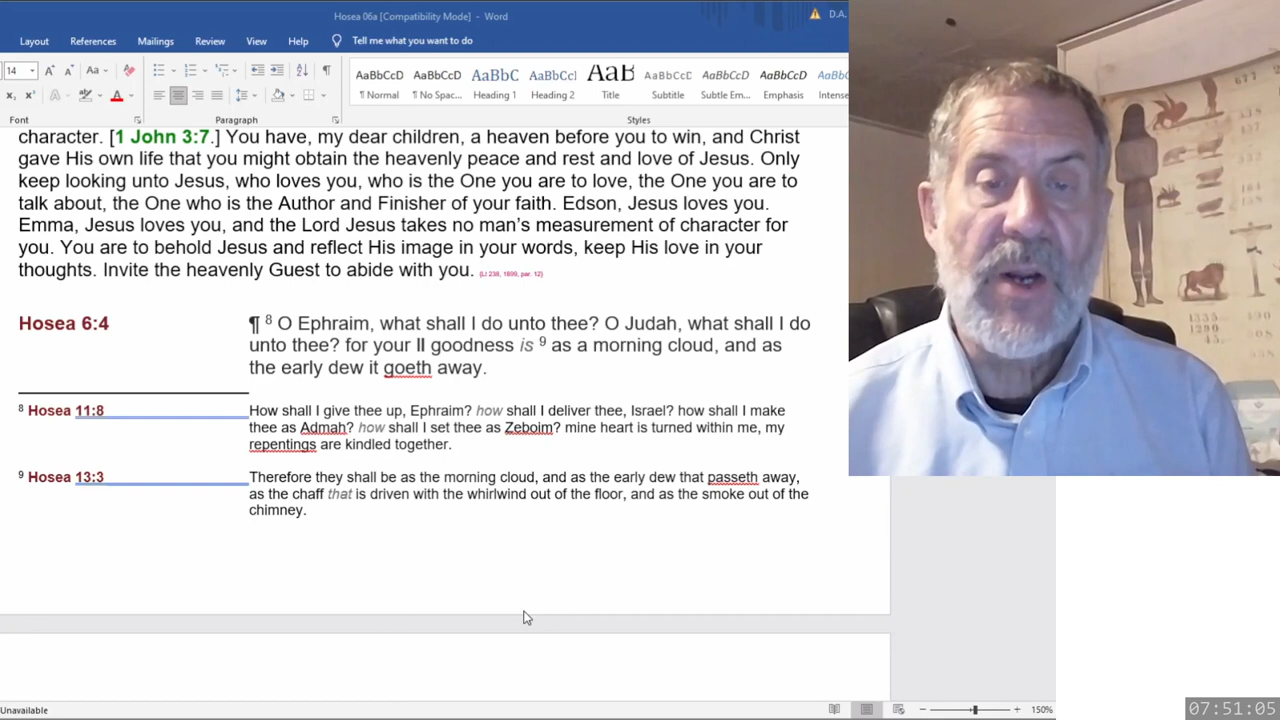 Hosea 06a [Compatibility Mode] - Word
D.A.
Layout References Mailings Review View Help Tell me what you want to do
14
AaBbCcD AaBbCcD AaBbC AaBbCcl AaB AaBbCcD AaBbCcD AaBbCcD AaBbC
¶ Normal ¶ No Spac... Heading 1 Heading 2 Title Subtitle Subtle Em... Emphasis Intense
Font Paragraph Styles
character. [1 John 3:7.] You have, my dear children, a heaven before you to win, and Christ
gave His own life that you might obtain the heavenly peace and rest and love of Jesus. Only
keep looking unto Jesus, who loves you, who is the One you are to love, the One you are to
talk about, the One who is the Author and Finisher of your faith. Edson, Jesus loves you.
Emma, Jesus loves you, and the Lord Jesus takes no man’s measurement of character for
you. You are to behold Jesus and reflect His image in your words, keep His love in your
thoughts. Invite the heavenly Guest to abide with you. {Lt 238, 1899, par. 12}
Hosea 6:4 ¶ 8 O Ephraim, what shall I do unto thee? O Judah, what shall I do
unto thee? for your ll goodness is 9 as a morning cloud, and as
the early dew it goeth away.
8 Hosea 11:8 How shall I give thee up, Ephraim? how shall I deliver thee, Israel? how shall I make
thee as Admah? how shall I set thee as Zeboim? mine heart is turned within me, my
repentings are kindled together.
9 Hosea 13:3 Therefore they shall be as the morning cloud, and as the early dew that passeth away,
as the chaff that is driven with the whirlwind out of the floor, and as the smoke out of the
chimney.
677
Unavailable
150%
07:51:05